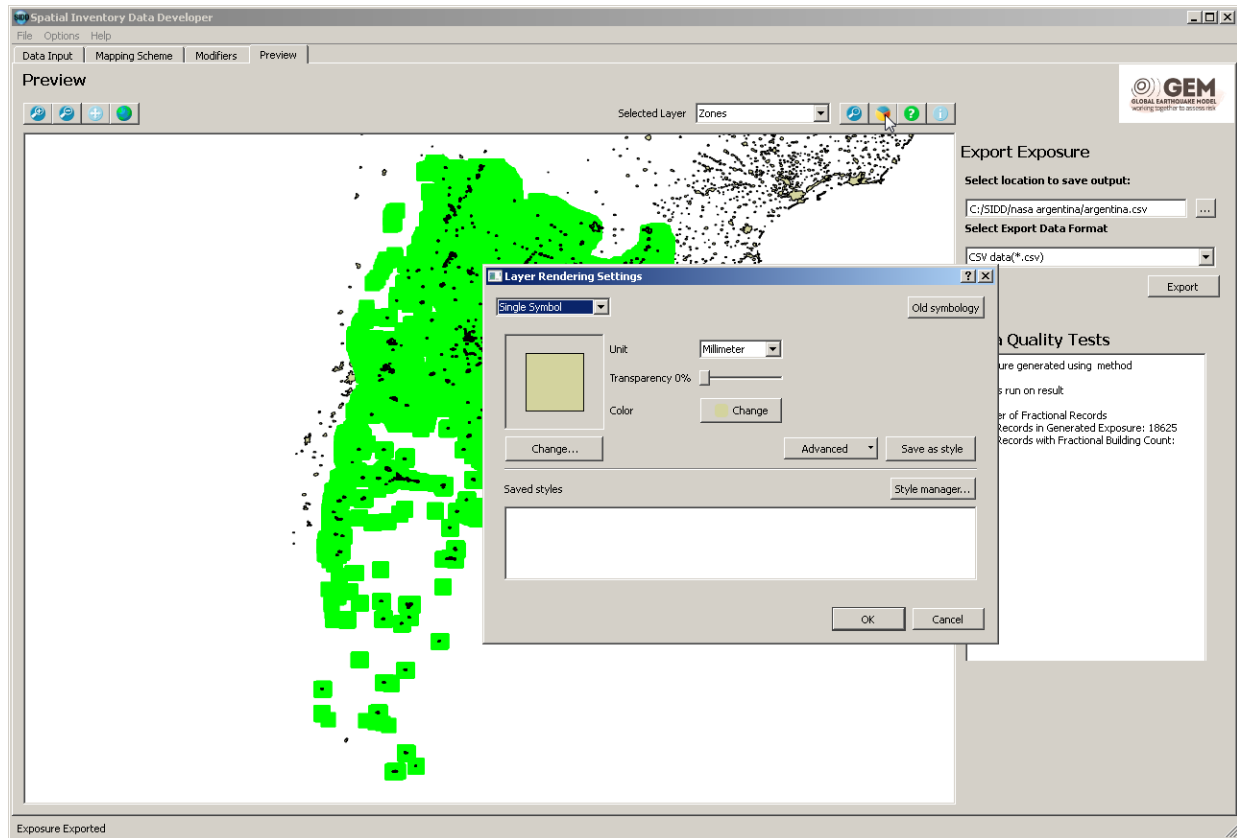 SIDD Spatial Inventory Data Developer
File Options Help
Data Input Mapping Scheme Modifiers Preview
Preview
GEM
GLOBAL EARTHQUAKE MODEL
working together to assess risk
Selected Layer Zones
Export Exposure
Select location to save output:
C:/SIDD/nasa argentina/argentina.csv ...
Select Export Data Format
CSV data(*.csv)
Export
Layer Rendering Settings
Single Symbol
Old symbology
Unit Millimeter
Transparency 0%
Color Change
Change...
Advanced
Save as style
Saved styles
Style manager...
OK Cancel
Quality Tests
generated using method
run on result
of Fractional Records
Records in Generated Exposure: 18625
Records with Fractional Building Count:
Exposure Exported